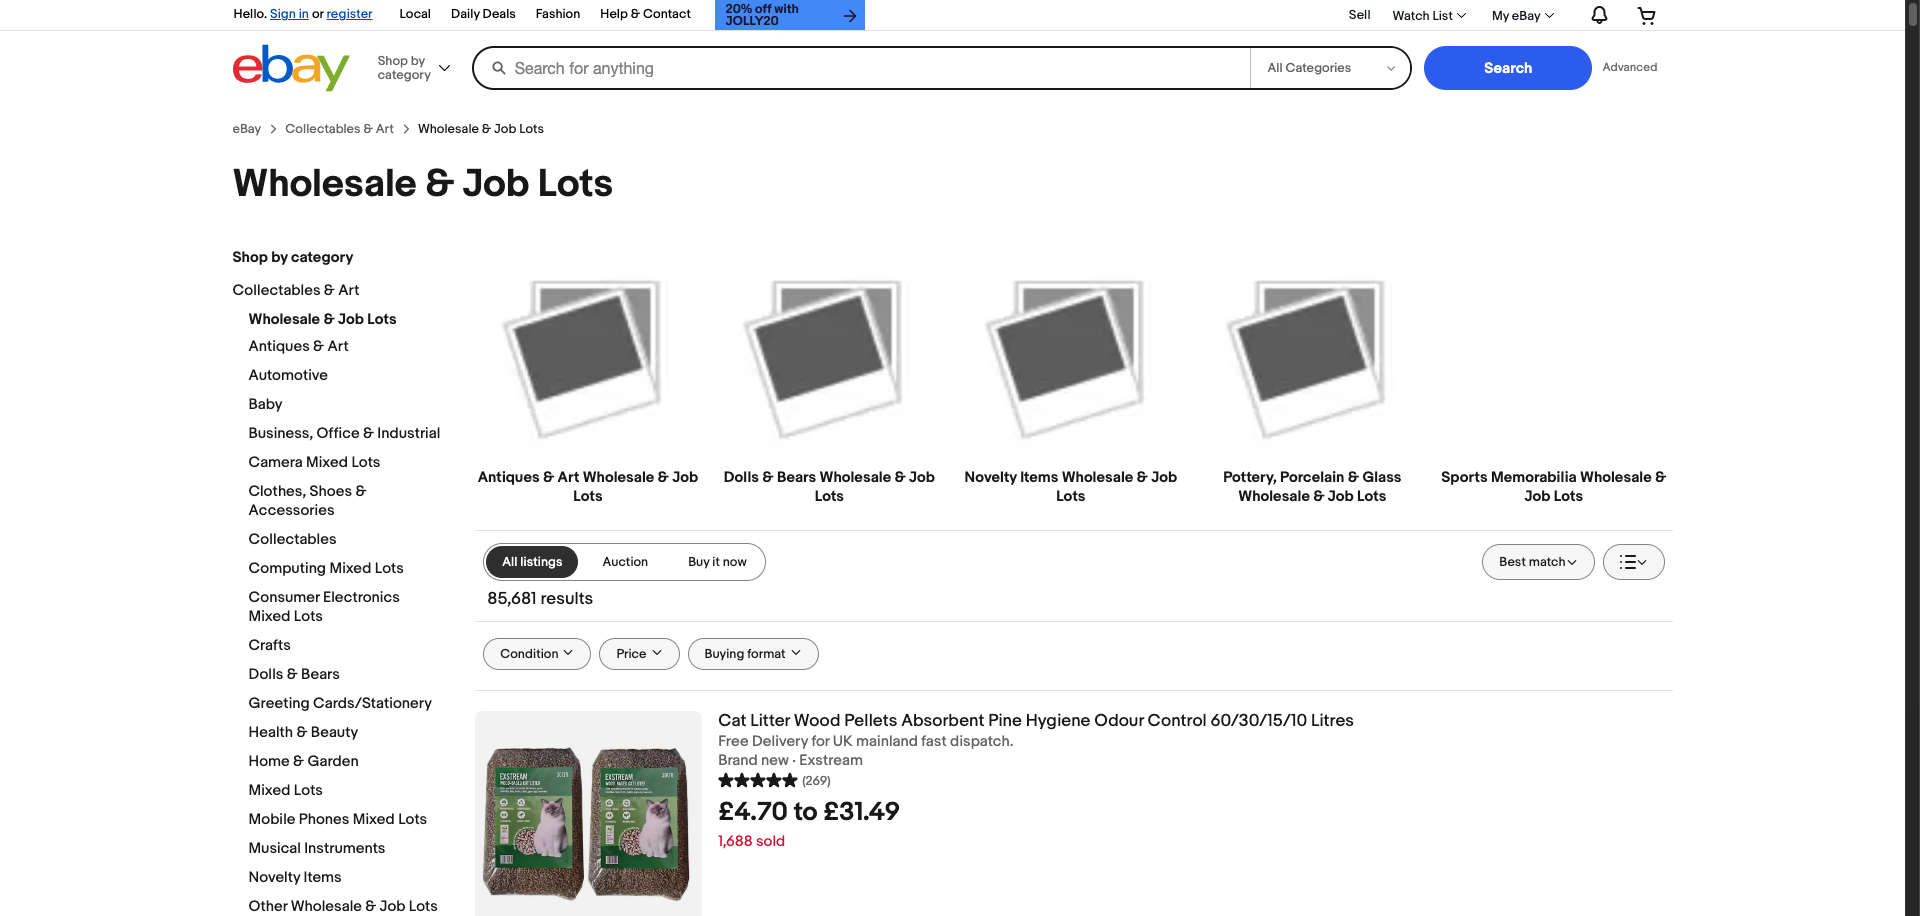 Hello. Sign in or register
Local
Daily Deals
Fashion
Help & Contact
20% off with
JOLLY20
Sell
Watch List
My eBay
ebay
Shop by
category
Search for anything
All Categories
Search
Advanced
eBay
Collectables & Art
Wholesale & Job Lots
Wholesale & Job Lots
Shop by category
Collectables & Art
Wholesale & Job Lots
Antiques & Art
Automotive
Baby
Business, Office & Industrial
Camera Mixed Lots
Clothes, Shoes &
Accessories
Collectables
Computing Mixed Lots
Consumer Electronics
Mixed Lots
Crafts
Dolls & Bears
Greeting Cards/Stationery
Health & Beauty
Home & Garden
Mixed Lots
Mobile Phones Mixed Lots
Musical Instruments
Novelty Items
Other Wholesale & Job Lots
Antiques & Art Wholesale & Job
Lots
Dolls & Bears Wholesale & Job
Lots
Novelty Items Wholesale & Job
Lots
Pottery, Porcelain & Glass
Wholesale & Job Lots
Sports Memorabilia Wholesale &
Job Lots
All listings
Auction
Buy it now
Best match
85,681 results
Condition
Price
Buying format
EXSTREAM
EXSTREAM
Cat Litter Wood Pellets Absorbent Pine Hygiene Odour Control 60/30/15/10 Litres
Free Delivery for UK mainland fast dispatch.
Brand new · Exstream
(269)
£4.70 to £31.49
1,688 sold